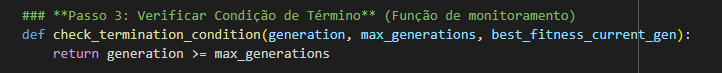 ### **Passo 3: Verificar Condição de Término** (Função de monitoramento)
def check_termination_condition(generation, max_generations, best_fitness_current_gen):
    return generation >= max_generations